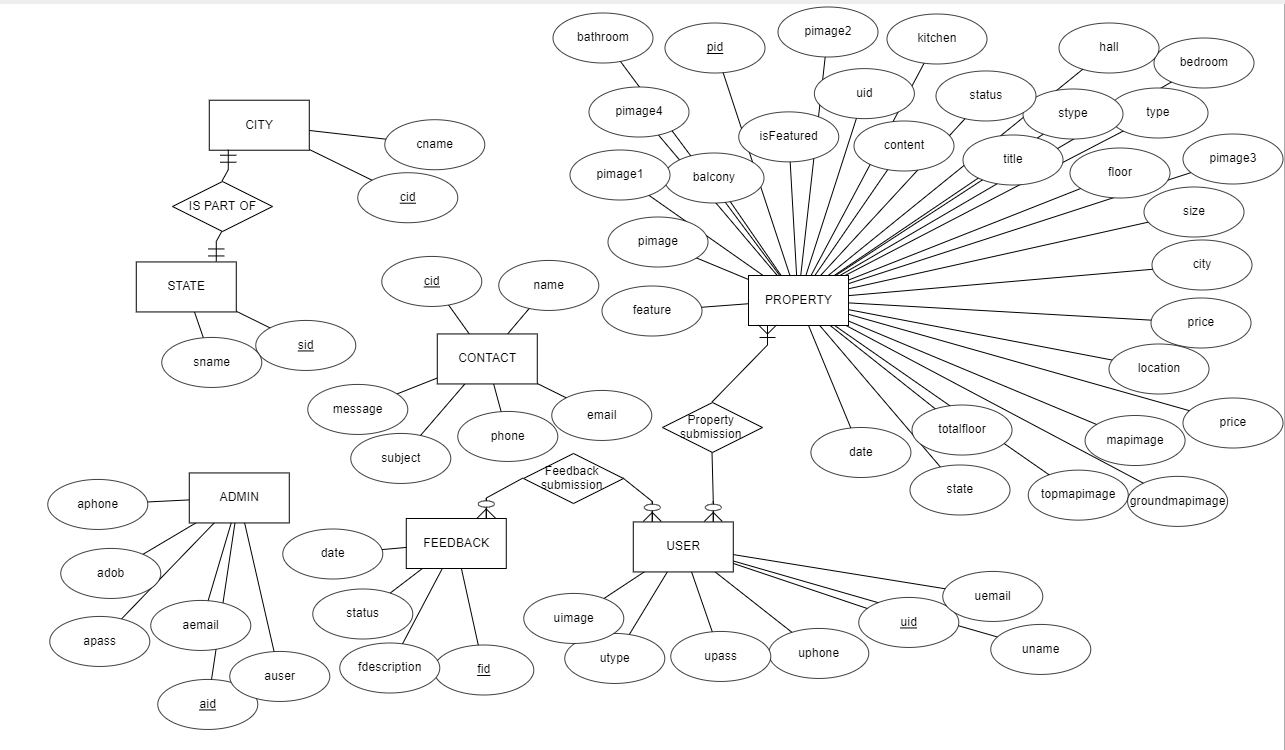 bathroom
pid
pimage2
kitchen
hall
bedroom
pimage4
isFeatured
uid
status
stype
type
content
title
pimage3
floor
pimage1
balcony
size
pimage
city
feature
PROPERTY
price
location
price
mapimage
totalfloor
groundmapimage
topmapimage
state
date
CITY
cname
cid
IS PART OF
STATE
sname
sid
cid
name
CONTACT
message
subject
phone
email
Property
submission
Feedback
submission
ADMIN
aphone
adob
apass
aemail
aid
auser
FEEDBACK
date
status
fdescription
fid
USER
uimage
utype
upass
uphone
uid
uemail
uname